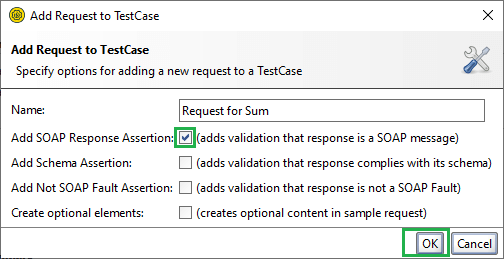 Add Request to TestCase
Add Request to TestCase
Specify options for adding a new request to a TestCase
Name: Request for Sum
Add SOAP Response Assertion: (adds validation that response is a SOAP message)
Add Schema Assertion: (adds validation that response complies with its schema)
Add Not SOAP Fault Assertion: (adds validation that response is not a SOAP Fault)
Create optional elements: (creates optional content in sample request)
OK Cancel